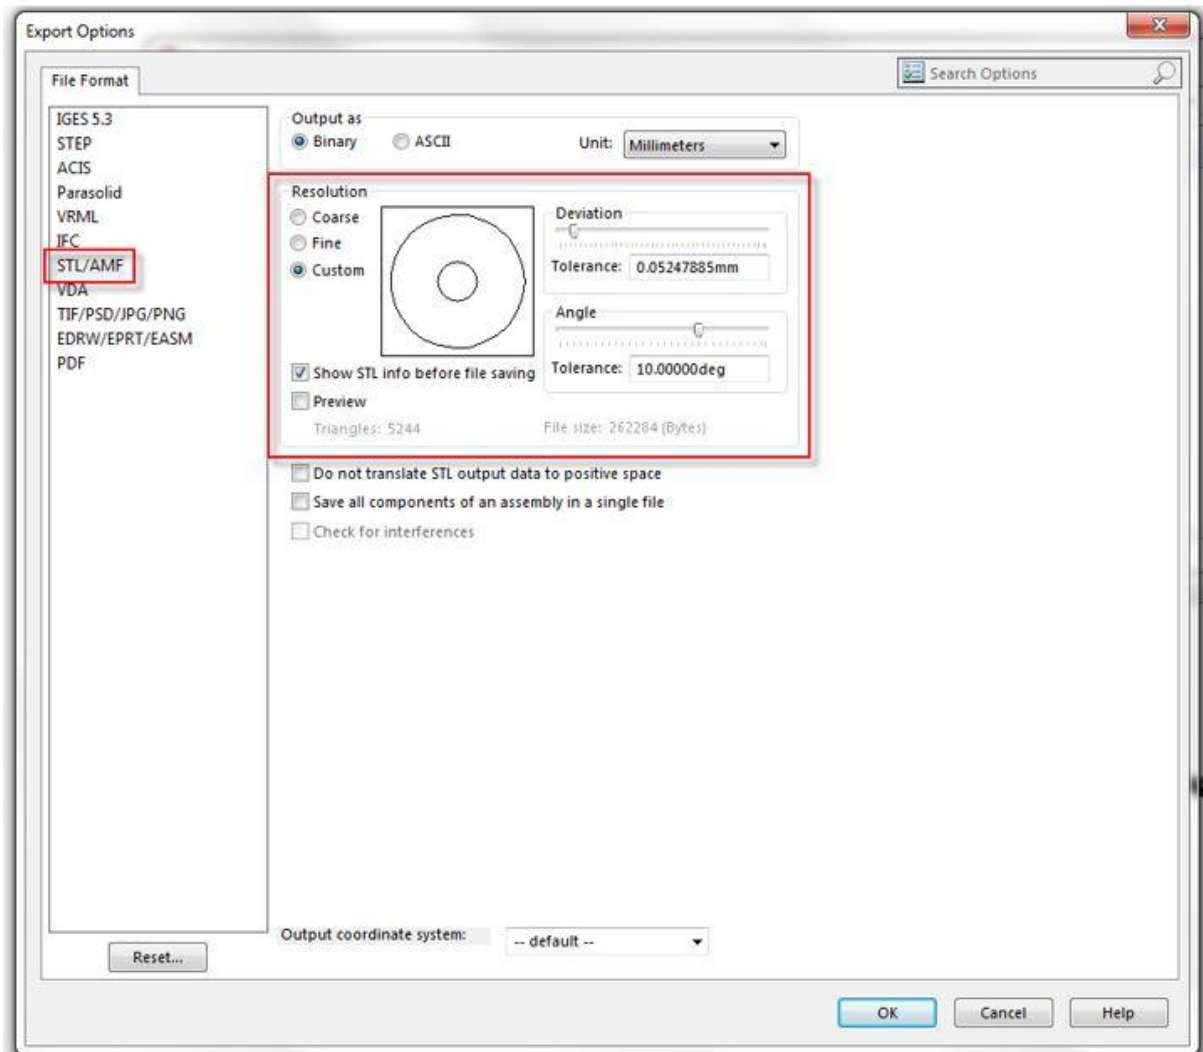 Export Options
File Format
Search Options
IGES 5.3
STEP
ACIS
Parasolid
VRML
IFC
STL/AMF
VDA
TIF/PSD/JPG/PNG
EDRW/EPRT/EASM
PDF
Reset...
Output as
Binary ASCII Unit: Millimeters
Resolution
Coarse
Fine
Custom
Deviation
Tolerance: 0.05247885mm
Angle
Tolerance: 10.00000deg
Show STL info before file saving
Preview
Triangles: 5244 File size: 262284 (Bytes)
Do not translate STL output data to positive space
Save all components of an assembly in a single file
Check for interferences
Output coordinate system: -- default --
OK Cancel Help